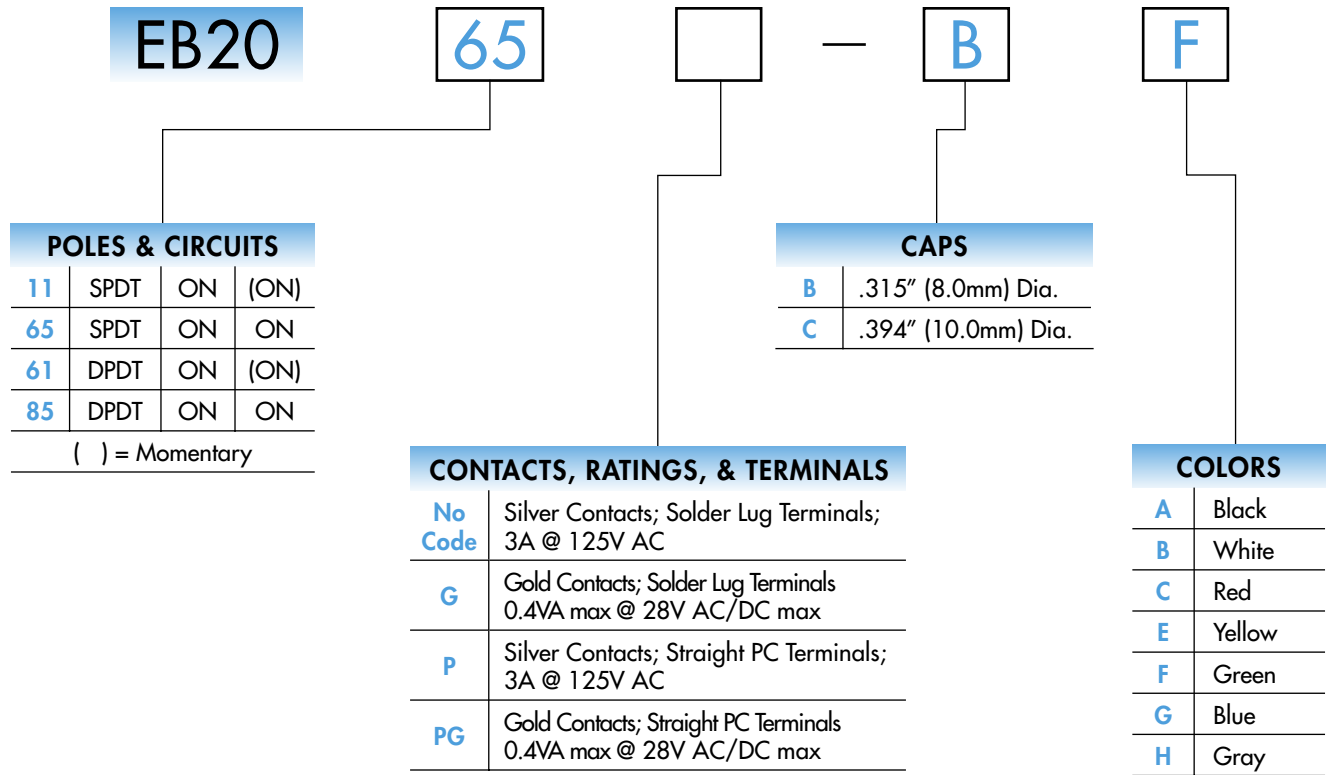 EB20 65 — B F
POLES & CIRCUITS
11 SPDT ON (ON)
65 SPDT ON ON
61 DPDT ON (ON)
85 DPDT ON ON
( ) = Momentary
CONTACTS, RATINGS, & TERMINALS
No Code Silver Contacts; Solder Lug Terminals;
3A @ 125V AC
G Gold Contacts; Solder Lug Terminals
0.4VA max @ 28V AC/DC max
P Silver Contacts; Straight PC Terminals;
3A @ 125V AC
PG Gold Contacts; Straight PC Terminals
0.4VA max @ 28V AC/DC max
CAPS
B .315” (8.0mm) Dia.
C .394” (10.0mm) Dia.
COLORS
A Black
B White
C Red
E Yellow
F Green
G Blue
H Gray